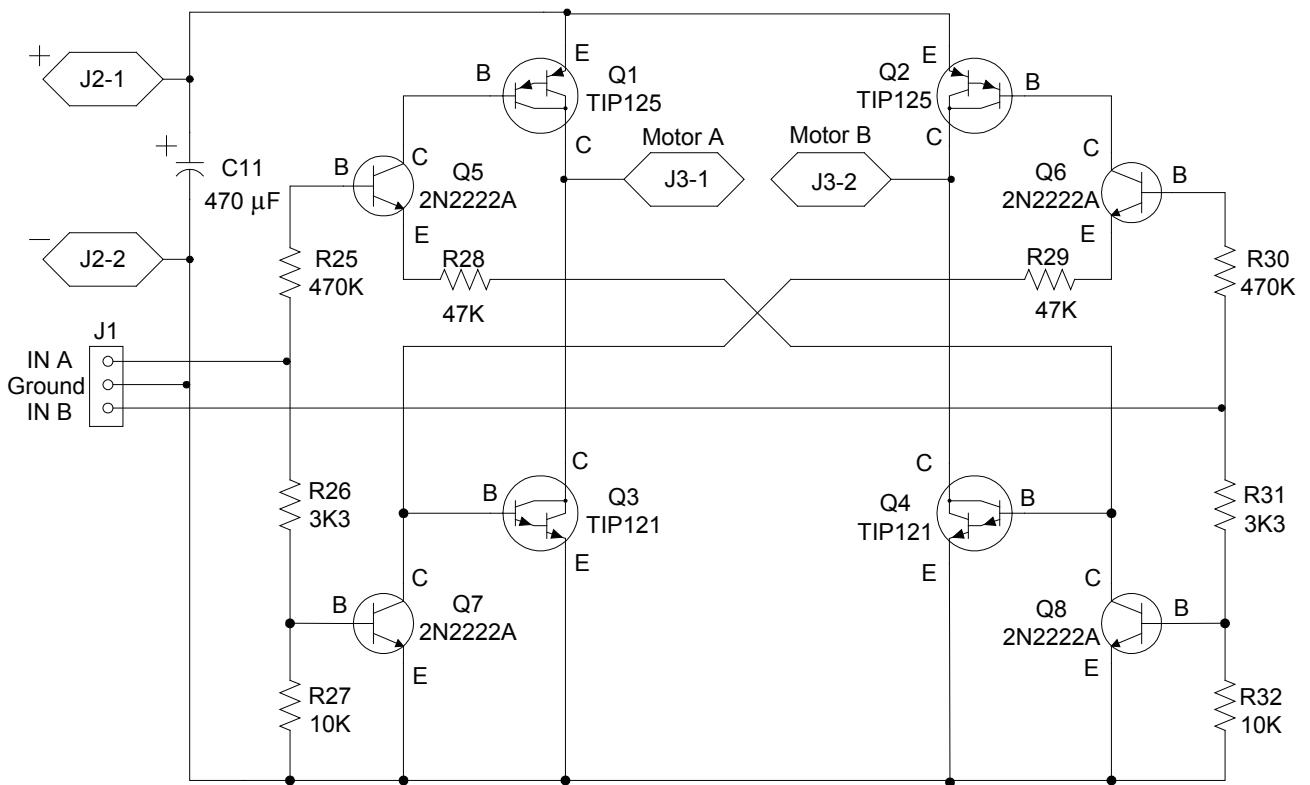 +
J2-1
+
C11
470 µF
−
J2-2
J1
IN A
Ground
IN B
B
E
Q1
TIP125
C
E
Q2
TIP125
B
C
Motor A
J3-1
Motor B
J3-2
B
C
Q5
2N2222A
E
C
Q6
2N2222A
B
E
R25
470K
R28
47K
R29
47K
R30
470K
R26
3K3
C
B
Q3
TIP121
E
C
Q4
TIP121
B
E
R31
3K3
C
B
Q7
2N2222A
E
C
Q8
2N2222A
B
E
R27
10K
R32
10K